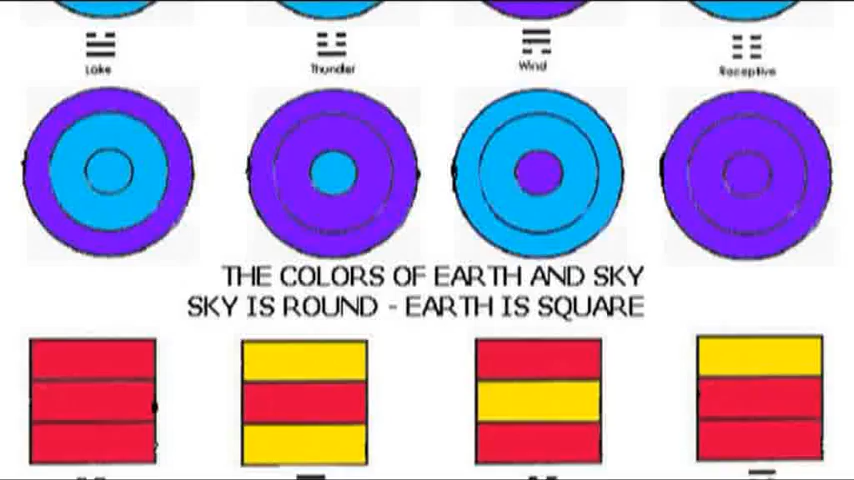 Lake Thunder Wind Receptive
THE COLORS OF EARTH AND SKY
SKY IS ROUND - EARTH IS SQUARE